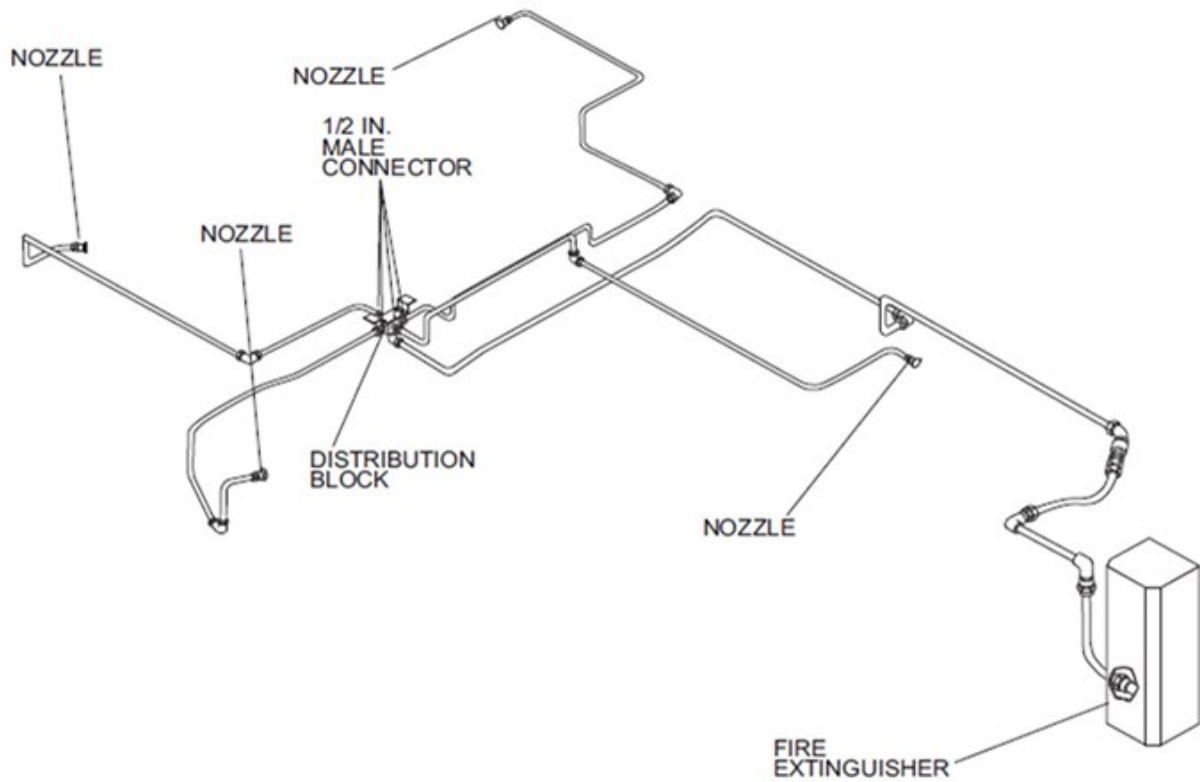 NOZZLE
NOZZLE
1/2 IN.
MALE
CONNECTOR
NOZZLE
DISTRIBUTION
BLOCK
NOZZLE
FIRE
EXTINGUISHER